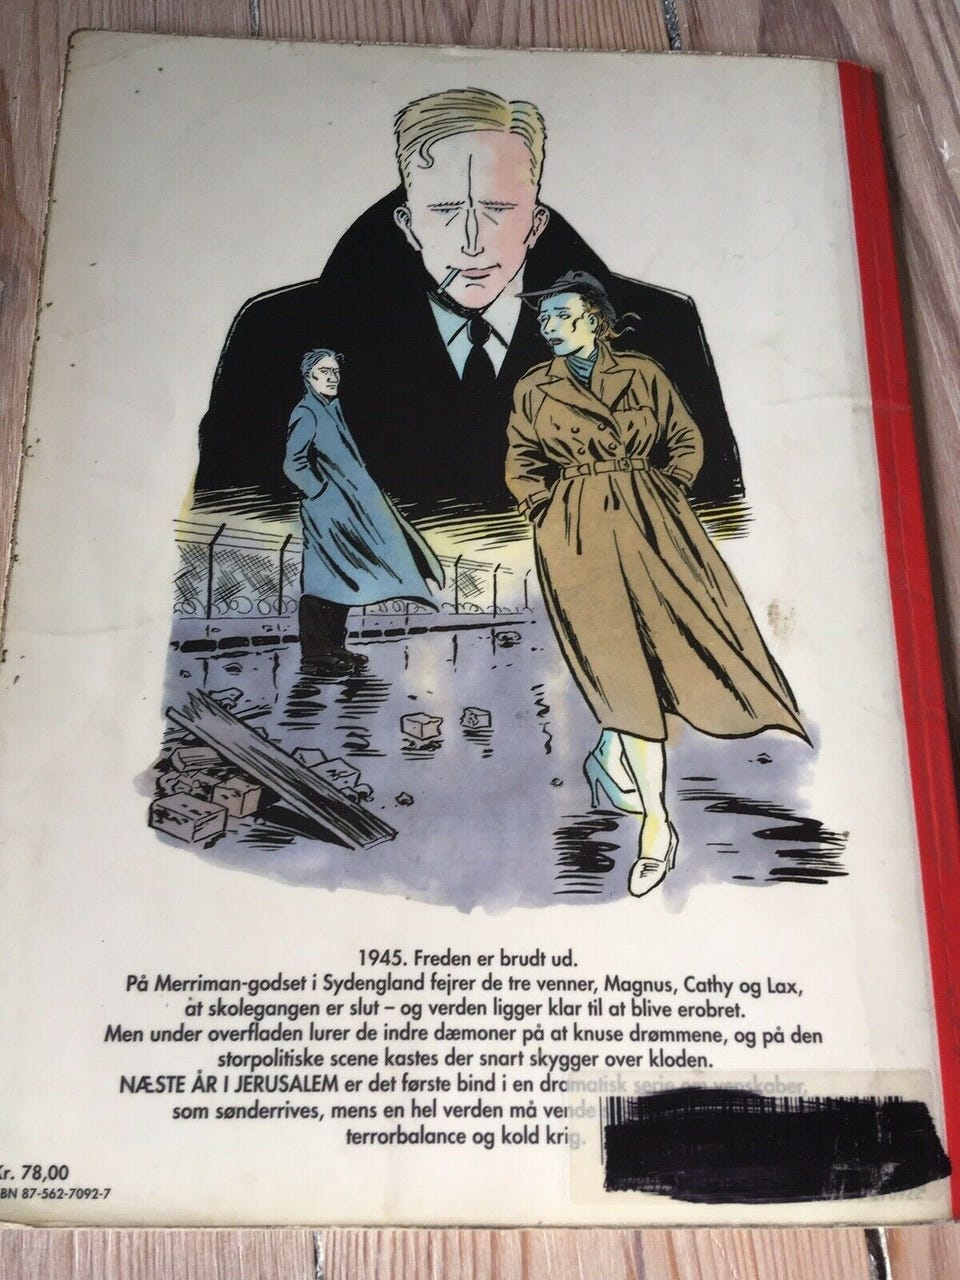 1945. Freden er brudt ud.
På Merriman-godset i Sydengland fejrer de tre venner, Magnus, Cathy og Lax,
at skolegangen er slut – og verden ligger klar til at blive erobret.
Men under overfladen lurer de indre dæmoner på at knuse drømmene, og på den
storpolitiske scene kastes der snart skygger over kloden.
NÆSTE ÅR I JERUSALEM er det første bind i en dramatisk serie om venskaber,
som sønderrives, mens en hel verden må vende
terrorbalance og kold krig.
Kr. 78,00
BN 87-562-7092-7